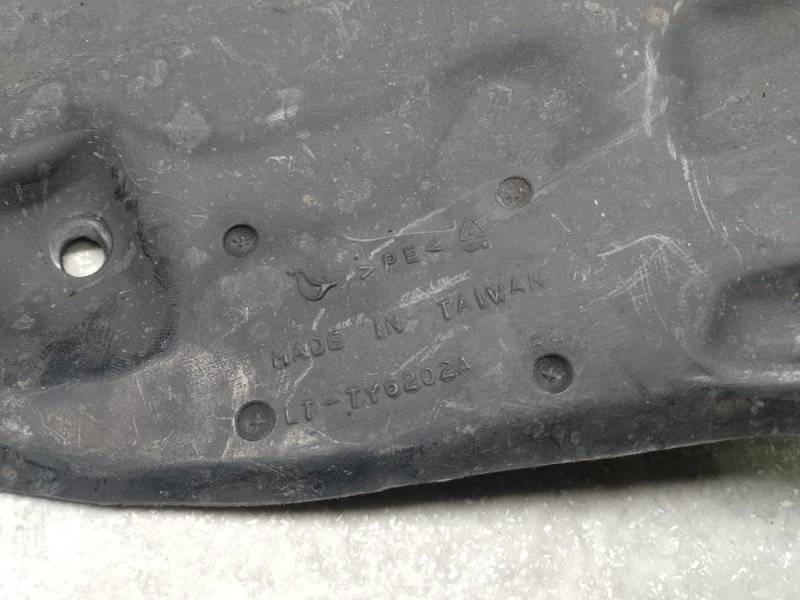 >PE<
MADE IN TAIWAN
RH
LT-TY6202A